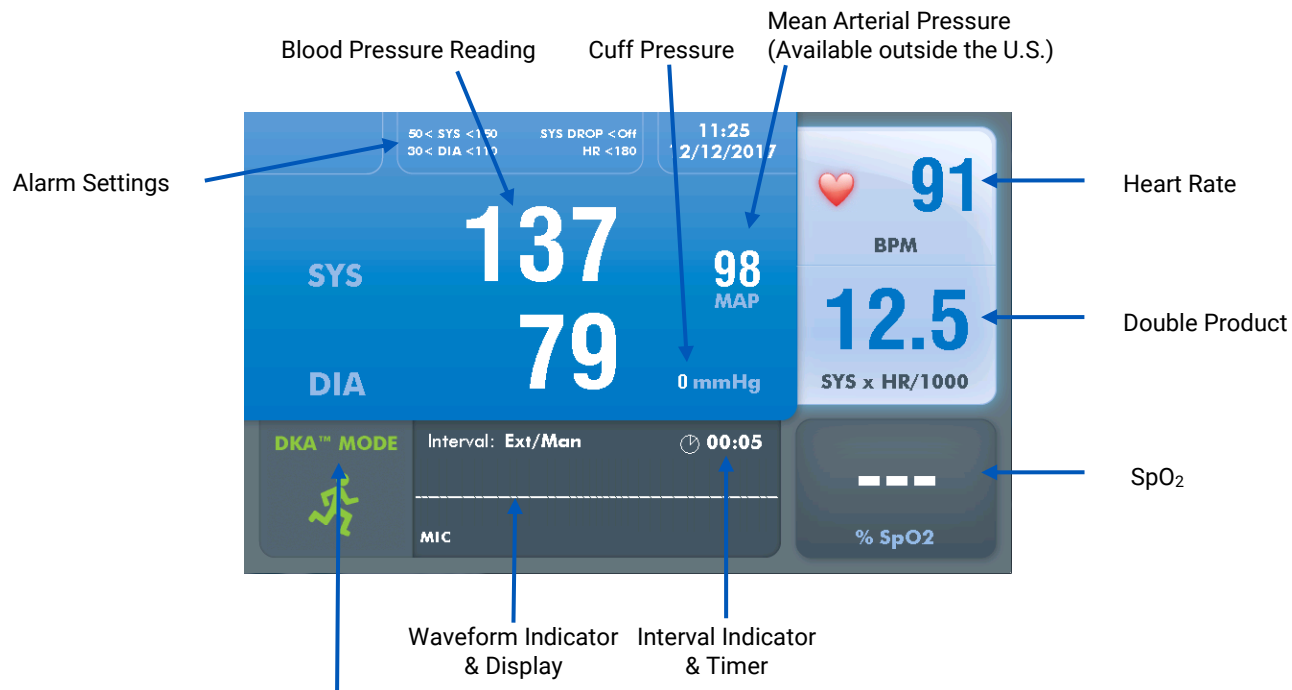 Mean Arterial Pressure
(Available outside the U.S.)
Blood Pressure Reading
Cuff Pressure
50< SYS <150
SYS DROP <Off
30< DIA <110
HR <180
11:25
12/12/2017
Alarm Settings
91
BPM
Heart Rate
SYS
137
98
MAP
12.5
SYS x HR/1000
Double Product
DIA
79
0 mmHg
DKA™ MODE
Interval: Ext/Man
00:05
MIC
---
% SpO2
SpO₂
Waveform Indicator
& Display
Interval Indicator
& Timer